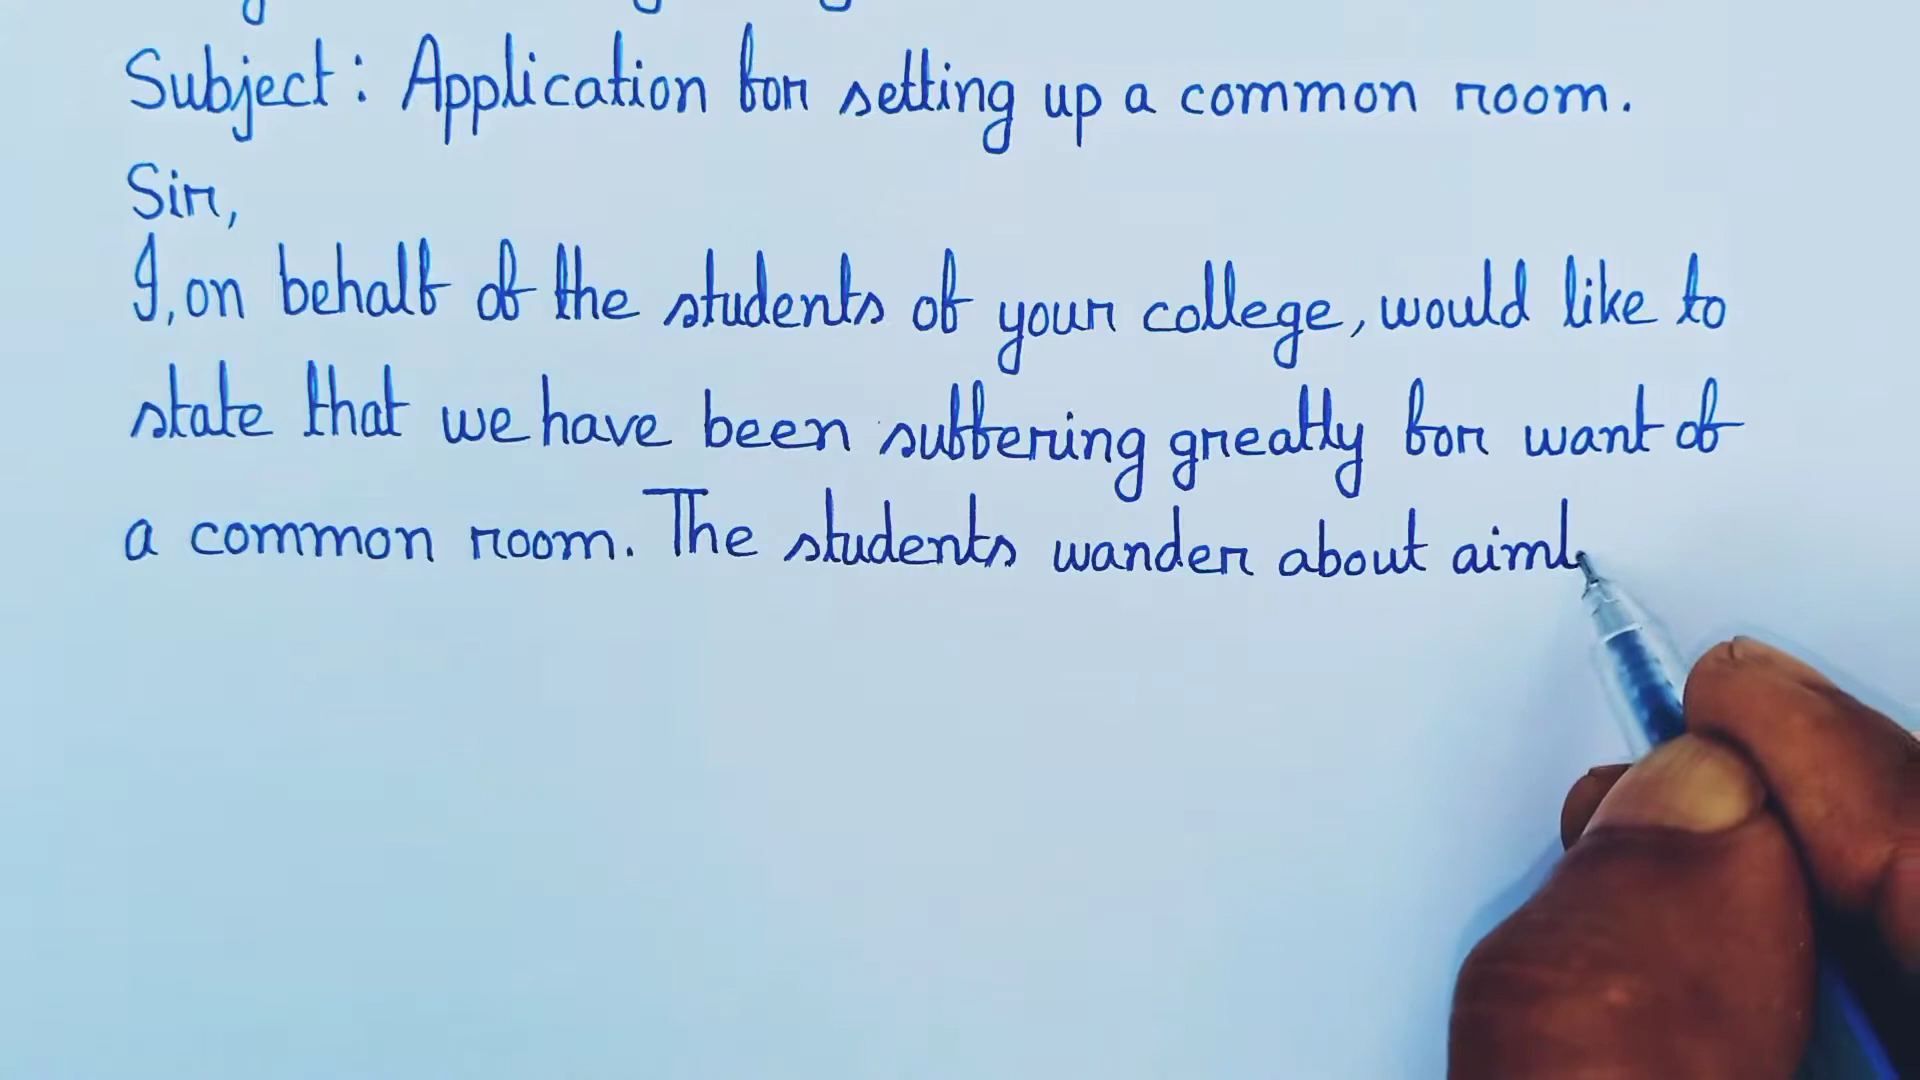 Subject: Application for setting up a common room.
Sir,
I, on behalf of the students of your college, would like to
state that we have been suffering greatly for want of
a common room. The students wander about aiml